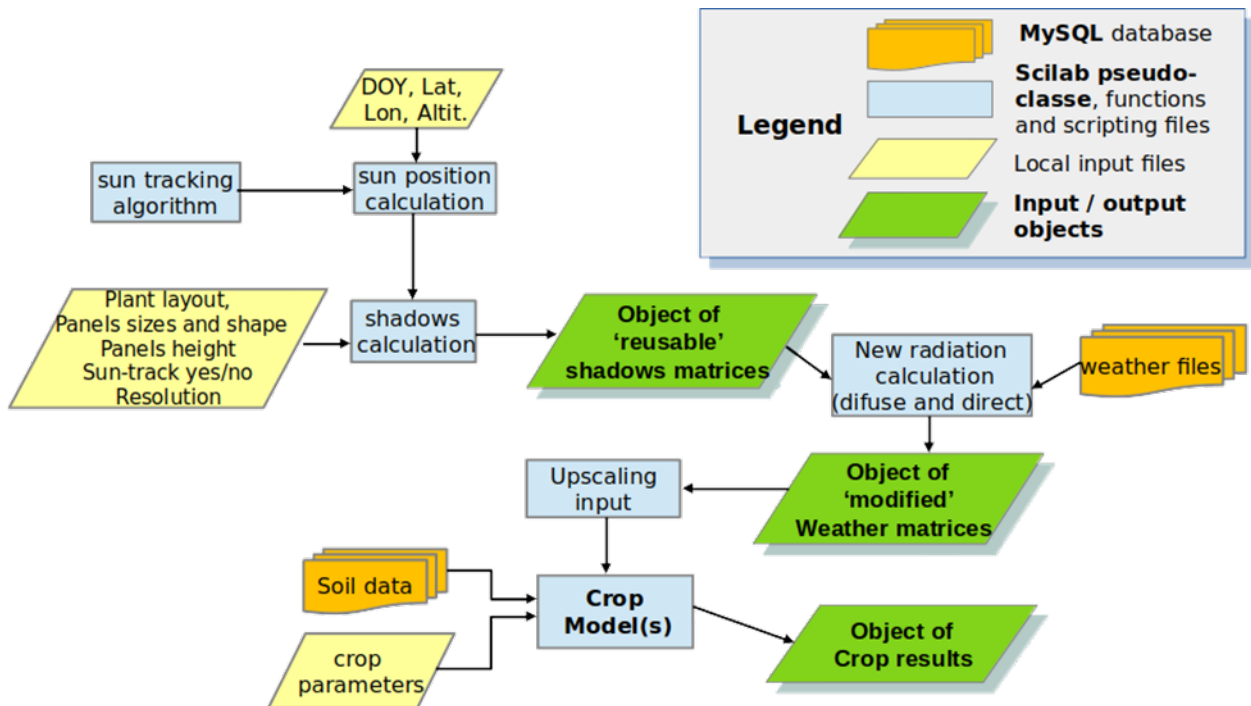 DOY, Lat,
Lon, Altit.
sun tracking
algorithm
sun position
calculation
Plant layout,
Panels sizes and shape
Panels height
Sun-track yes/no
Resolution
shadows
calculation
Object of
‘reusable’
shadows matrices
New radiation
calculation
(difuse and direct)
weather files
Object of
‘modified’
Weather matrices
Upscaling
input
Soil data
crop
parameters
Crop
Model(s)
Object of
Crop results
Legend
MySQL database
Scilab pseudo-
classe, functions
and scripting files
Local input files
Input / output
objects